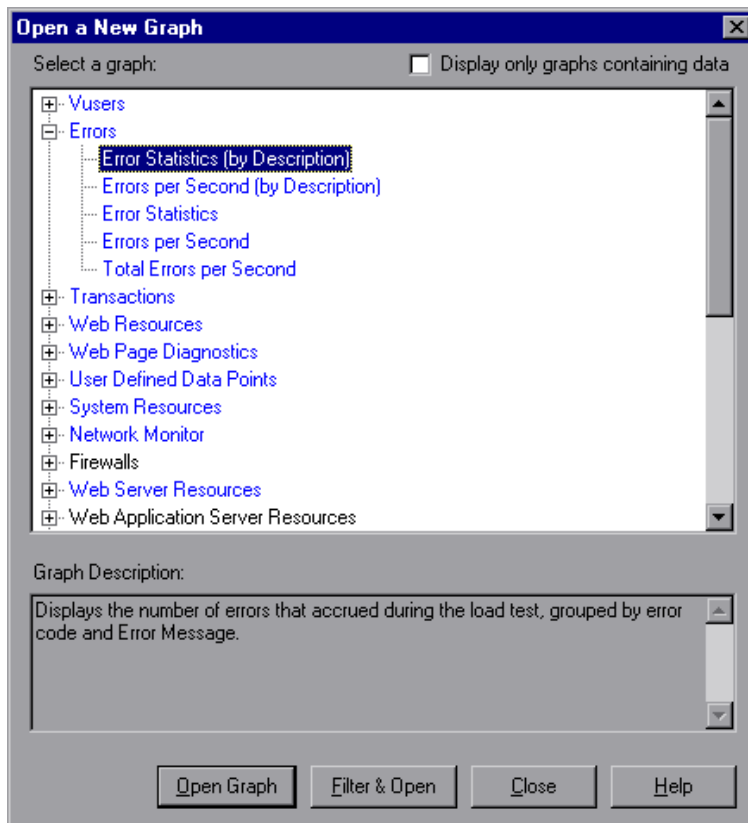 Open a New Graph
Select a graph:
Display only graphs containing data
Vusers
Errors
Error Statistics (by Description)
Errors per Second (by Description)
Error Statistics
Errors per Second
Total Errors per Second
Transactions
Web Resources
Web Page Diagnostics
User Defined Data Points
System Resources
Network Monitor
Firewalls
Web Server Resources
Web Application Server Resources
Graph Description:
Displays the number of errors that accrued during the load test, grouped by error
code and Error Message.
Open Graph
Filter & Open
Close
Help